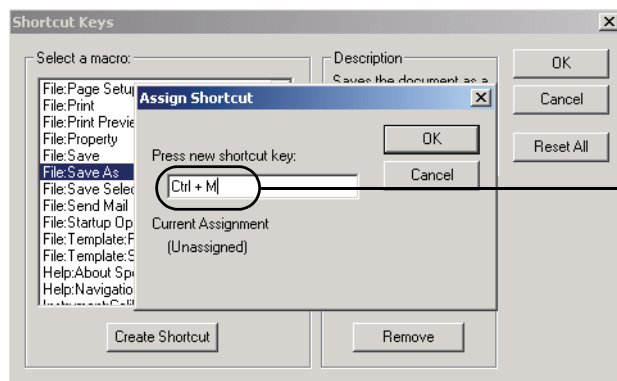 Shortcut Keys
Select a macro:
File:Page Setup
File:Print
File:Print Previe
File:Property
File:Save
File:Save As
File:Save Selec
File:Send Mail
File:Startup Op
File:Template:F
File:Template:S
Help:About Sp
Help:Navigatio
Create Shortcut
Description
Saves the document as a
Remove
OK
Cancel
Reset All
Assign Shortcut
Press new shortcut key:
Ctrl + M
Current Assignment
(Unassigned)
OK
Cancel